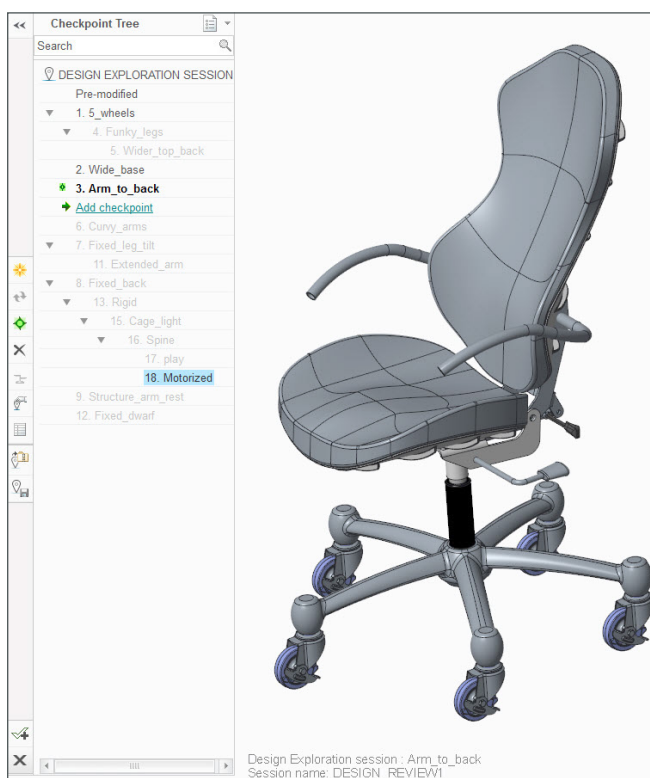 Checkpoint Tree
Search
DESIGN EXPLORATION SESSION
Pre-modified
1. 5_wheels
4. Funky_legs
5. Wider_top_back
2. Wide_base
3. Arm_to_back
Add checkpoint
6. Curvy_arms
7. Fixed_leg_tilt
11. Extended_arm
8. Fixed_back
13. Rigid
15. Cage_light
16. Spine
17. play
18. Motorized
9. Structure_arm_rest
12. Fixed_dwarf
Design Exploration session : Arm_to_back
Session name: DESIGN_REVIEW1